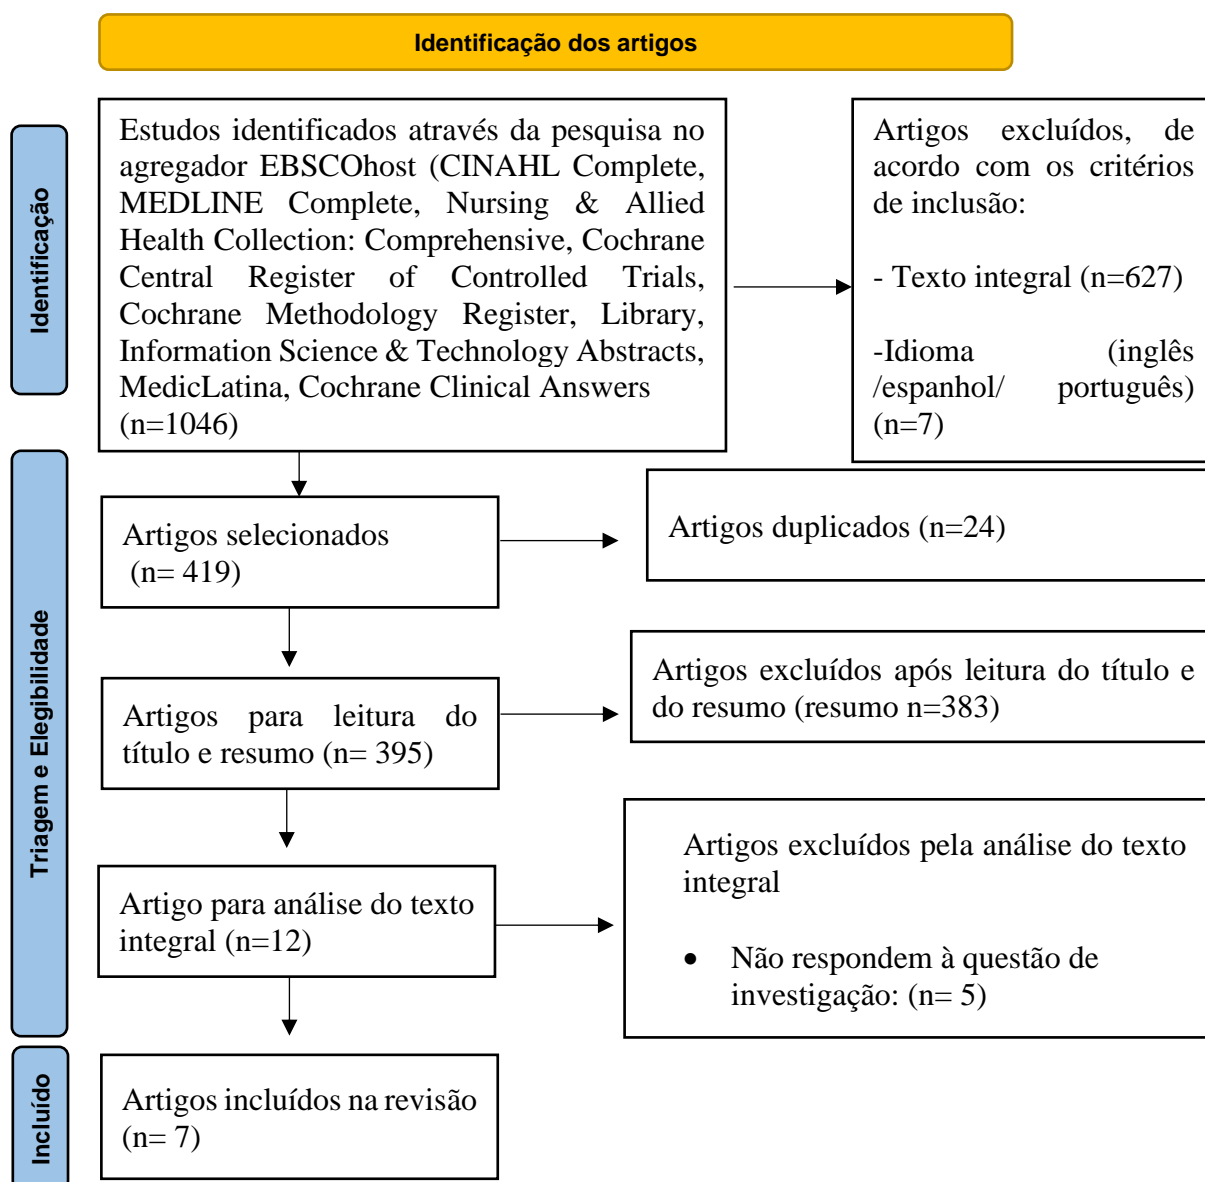 Identificação dos artigos
Identificação
Estudos identificados através da pesquisa no
agregador EBSCOhost (CINAHL Complete,
MEDLINE Complete, Nursing & Allied
Health Collection: Comprehensive, Cochrane
Central Register of Controlled Trials,
Cochrane Methodology Register, Library,
Information Science & Technology Abstracts,
MedicLatina, Cochrane Clinical Answers
(n=1046)
Artigos excluídos, de
acordo com os critérios
de inclusão:
- Texto integral (n=627)
-Idioma (inglês
/espanhol/ português)
(n=7)
Triagem e Elegibilidade
Artigos selecionados
(n= 419)
Artigos duplicados (n=24)
Artigos para leitura do
título e resumo (n= 395)
Artigos excluídos após leitura do título e
do resumo (resumo n=383)
Artigo para análise do texto
integral (n=12)
Artigos excluídos pela análise do texto
integral
• Não respondem à questão de
investigação: (n= 5)
Incluído
Artigos incluídos na revisão
(n= 7)